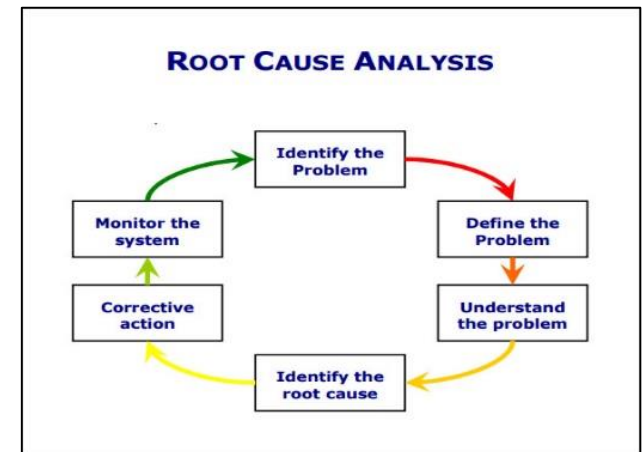 ROOT CAUSE ANALYSIS
Identify the
Problem
Define the
Problem
Understand
the problem
Identify the
root cause
Corrective
action
Monitor the
system